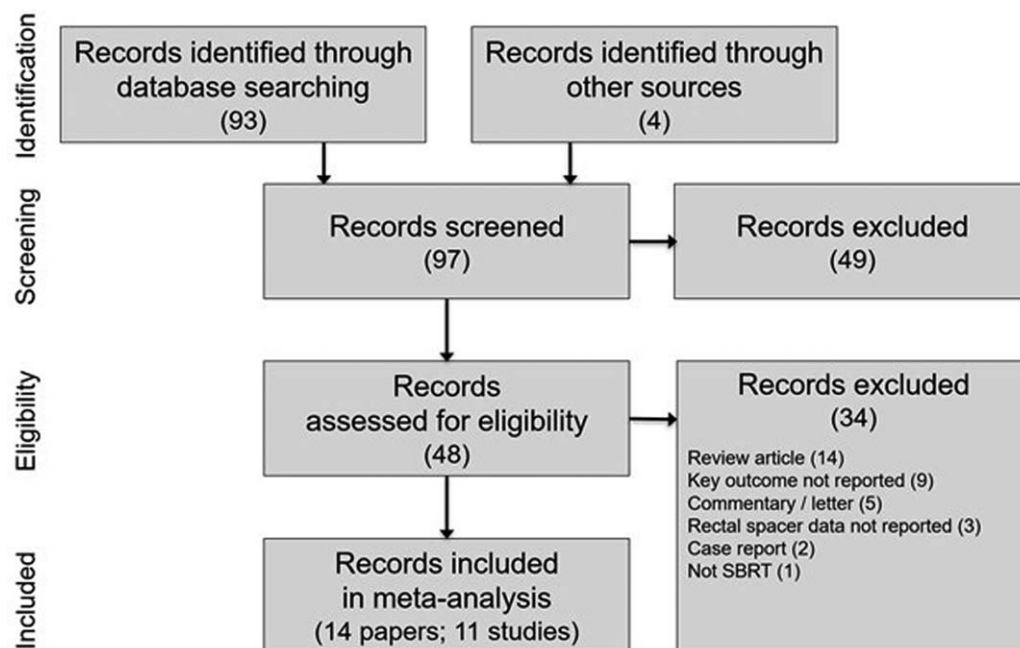 Identification
Records identified through
database searching
(93)
Records identified through
other sources
(4)
Screening
Records screened
(97)
Records excluded
(49)
Eligibility
Records
assessed for eligibility
(48)
Records excluded
(34)
Review article (14)
Key outcome not reported (9)
Commentary / letter (5)
Rectal spacer data not reported (3)
Case report (2)
Not SBRT (1)
Included
Records included
in meta-analysis
(14 papers; 11 studies)